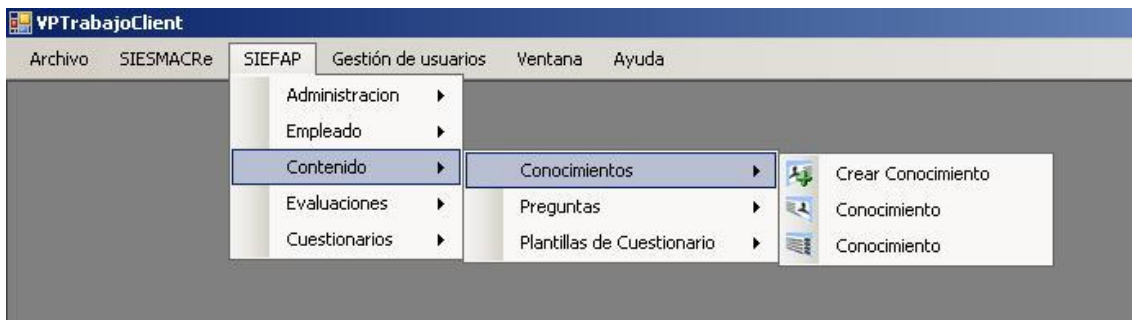 VPTrabajoClient
Archivo SIESMACRe SIEFAP Gestión de usuarios Ventana Ayuda
Administracion
Empleado
Contenido
Evaluaciones
Cuestionarios
Conocimientos
Preguntas
Plantillas de Cuestionario
Crear Conocimiento
Conocimiento
Conocimiento